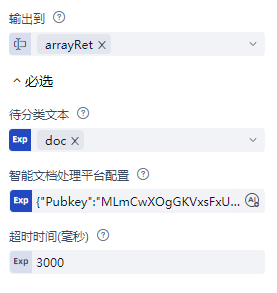 输出到
arrayRet ×
必选
待分类文本
Exp doc ×
智能文档处理平台配置
Exp {"Pubkey":"MLmCwXOgGKVxsFxU...
超时时间(毫秒)
Exp 3000